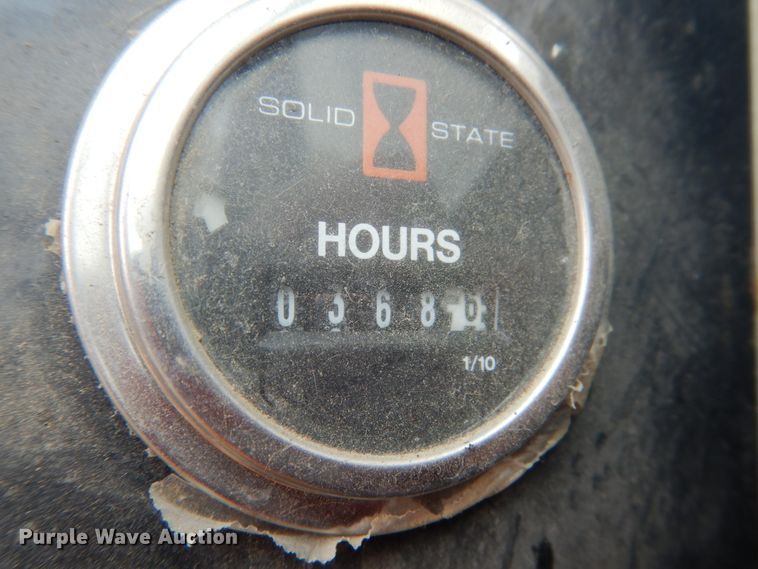 SOLID STATE
HOURS
0 3 6 8
1/10
Purple Wave Auction